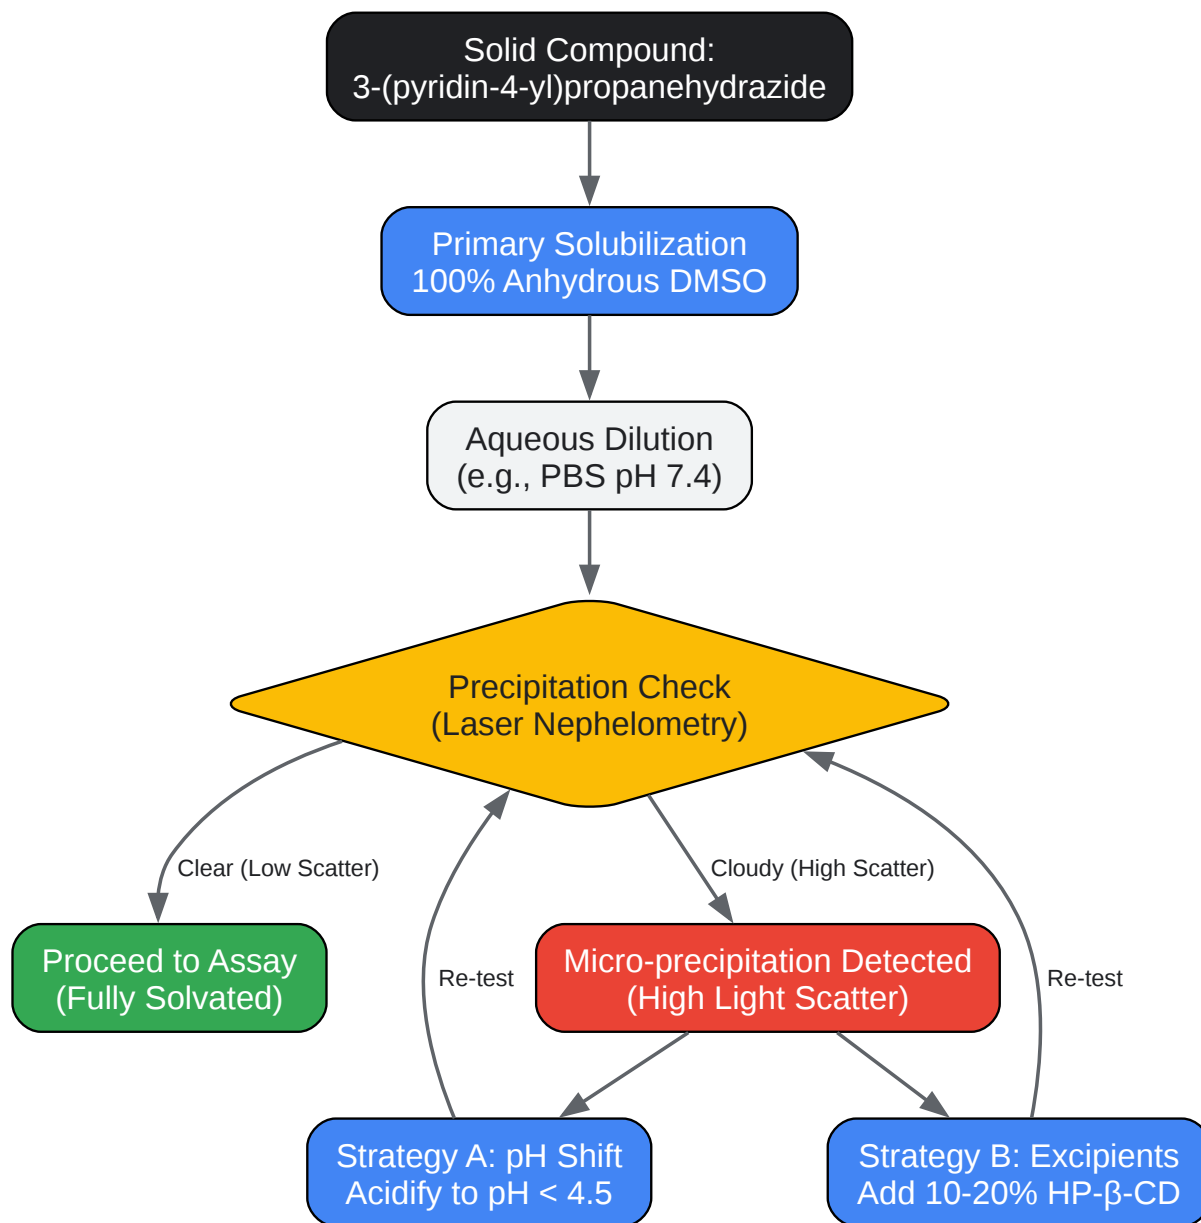 Solid Compound:
3-(pyridin-4-yl)propanehydrazide
Primary Solubilization
100% Anhydrous DMSO
Aqueous Dilution
(e.g., PBS pH 7.4)
Precipitation Check
(Laser Nephelometry)
Clear (Low Scatter)
Cloudy (High Scatter)
Proceed to Assay
(Fully Solvated)
Re-test
Micro-precipitation Detected
(High Light Scatter)
Re-test
Strategy A: pH Shift
Acidify to pH < 4.5
Strategy B: Excipients
Add 10-20% HP-β-CD